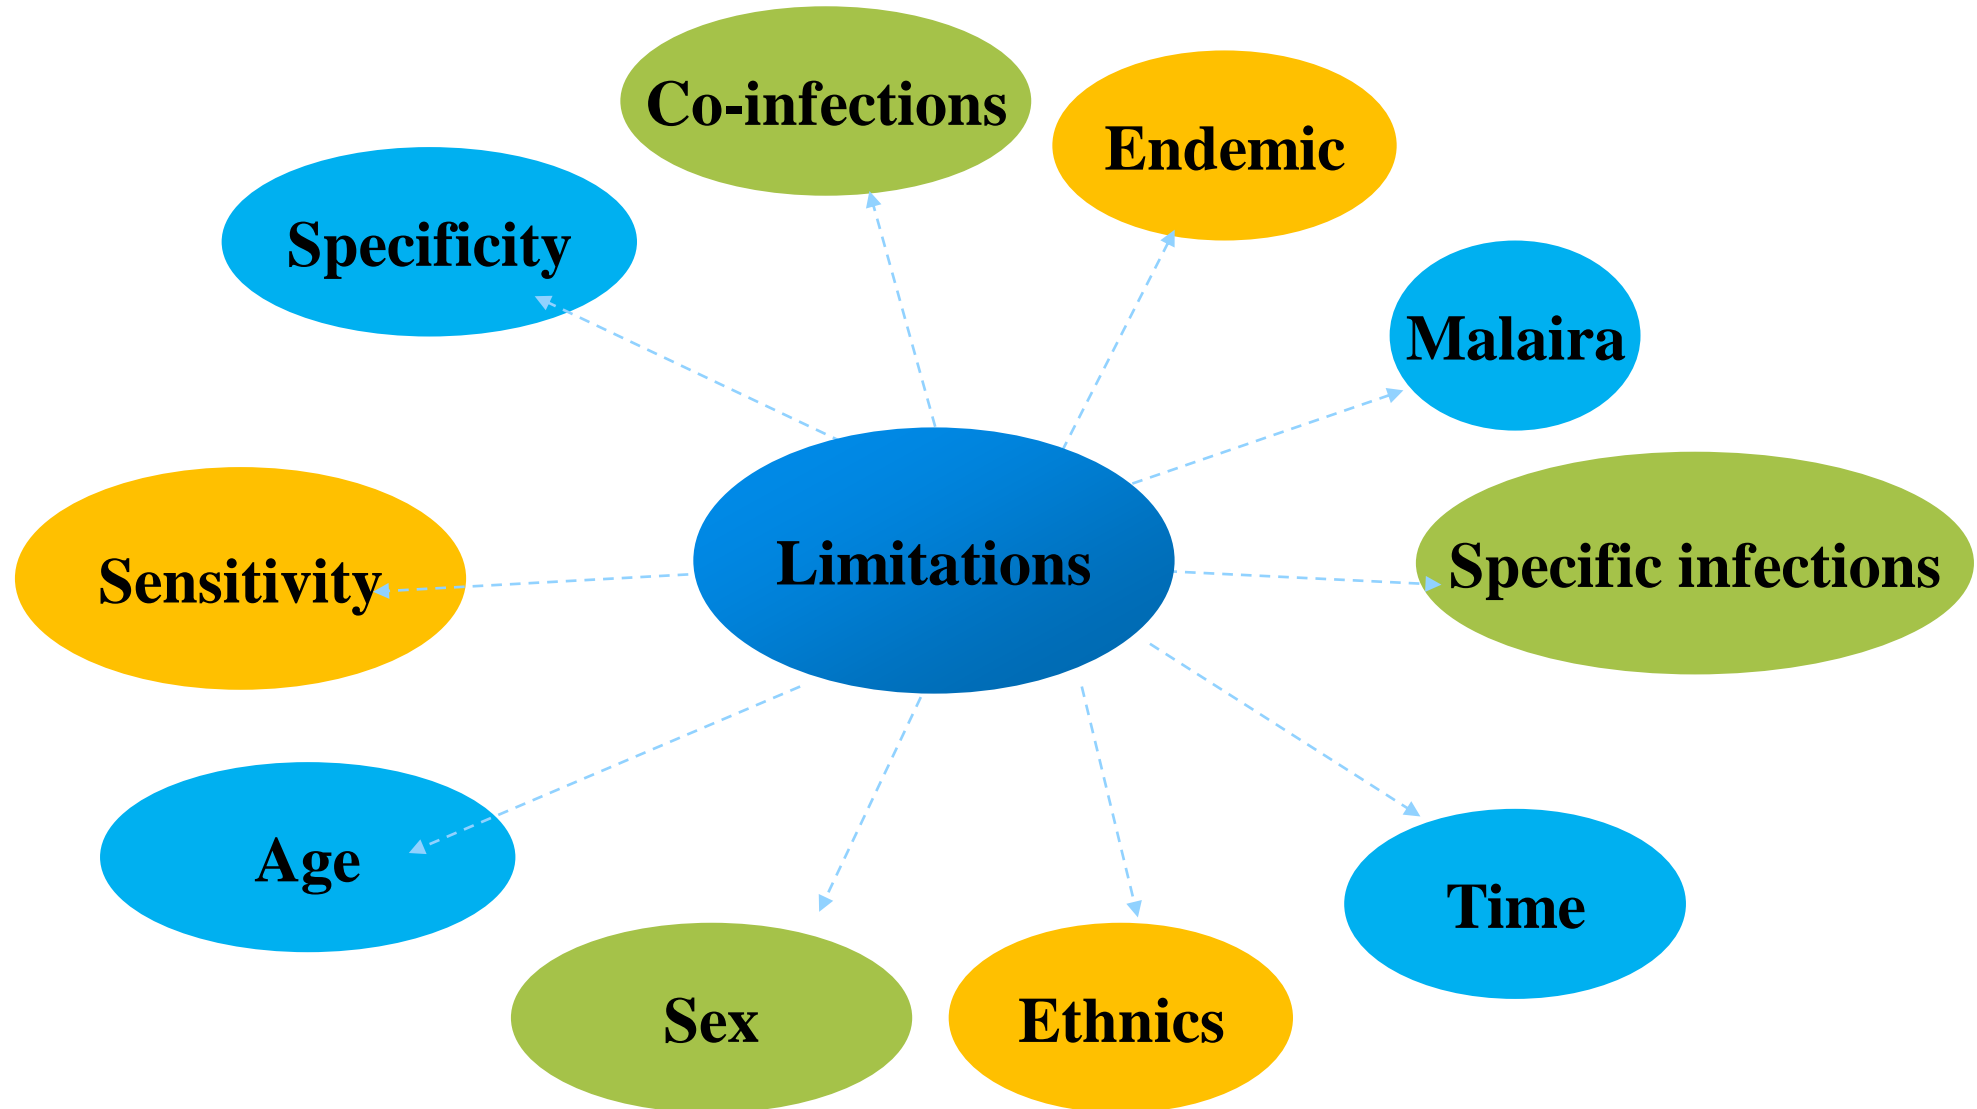 Co-infections
Endemic
Specificity
Malaira
Limitations
Specific infections
Sensitivity
Age
Time
Sex
Ethnics